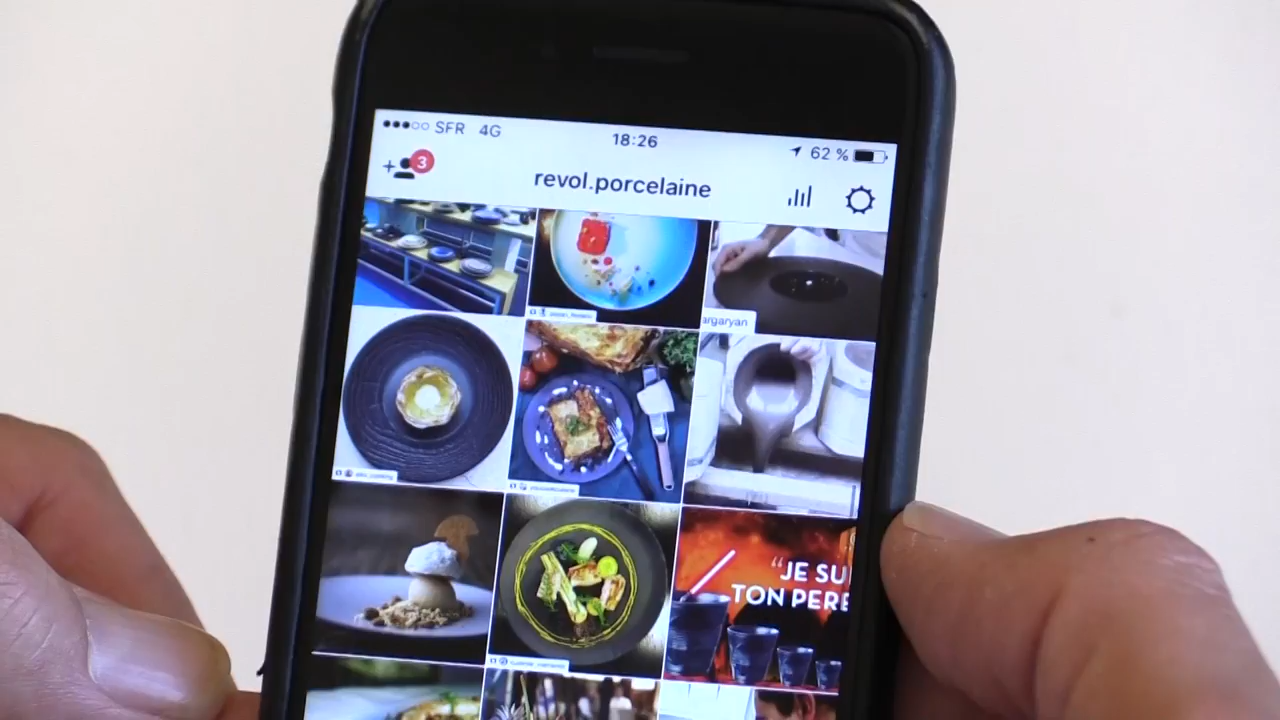 SFR 4G 18:26 62 %
3
revol.porcelaine
argaryan
“JE SU
TON PERE